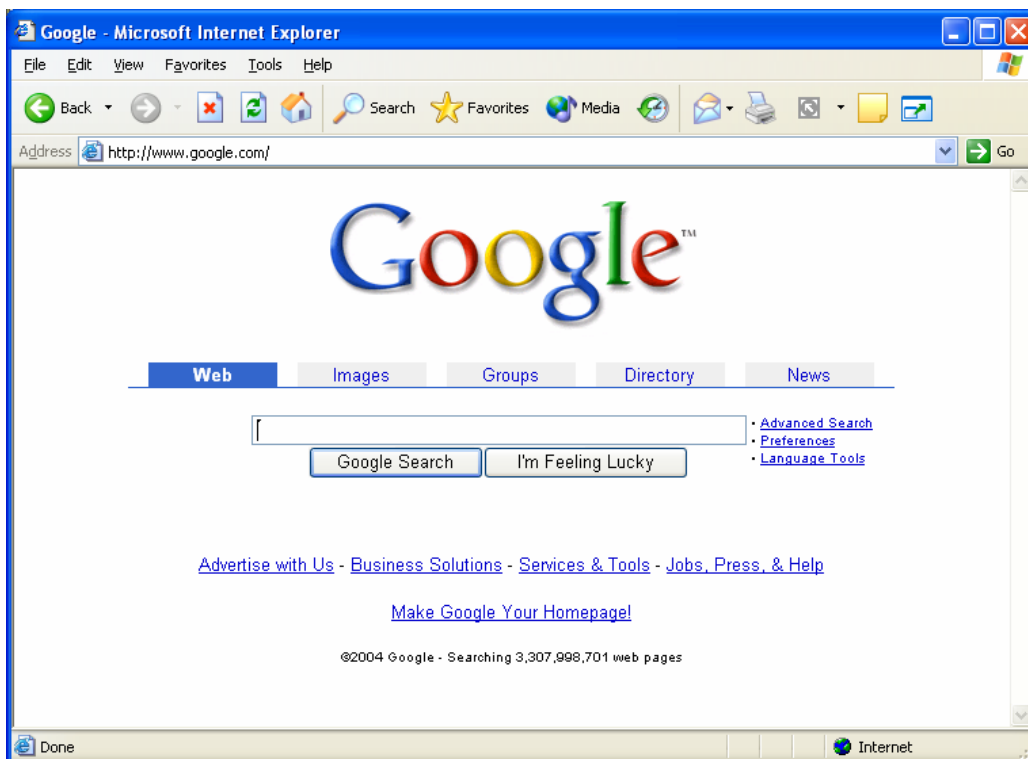 Google - Microsoft Internet Explorer
File Edit View Favorites Tools Help
Back Search Favorites Media
Address http://www.google.com/ Go
Google™
Web Images Groups Directory News
• Advanced Search
• Preferences
• Language Tools
Google Search I'm Feeling Lucky
Advertise with Us - Business Solutions - Services & Tools - Jobs, Press, & Help
Make Google Your Homepage!
©2004 Google - Searching 3,307,998,701 web pages
Done Internet